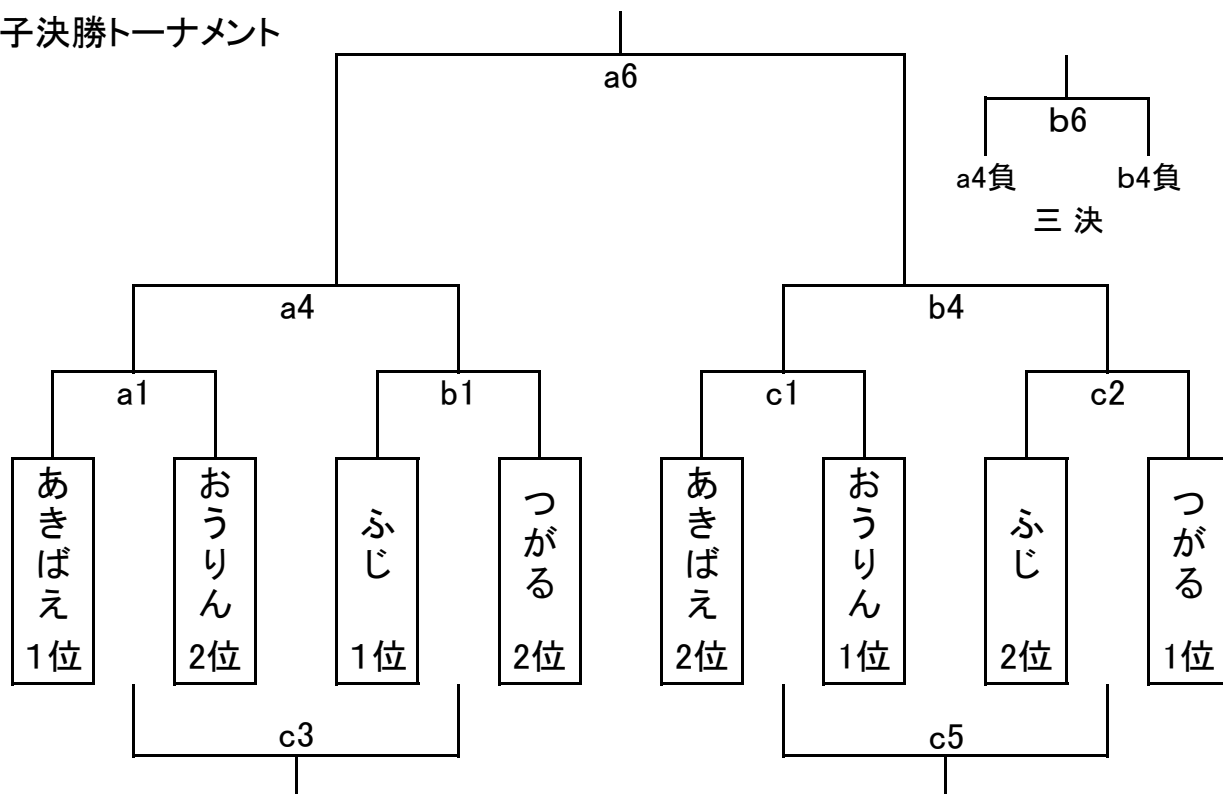 子決勝トーナメント
a6
b6
a4負
b4負
三 決
a4
b4
a1
b1
c1
c2
あきばえ
1位
おうりん
2位
ふじ
1位
つがる
2位
あきばえ
2位
おうりん
1位
ふじ
2位
つがる
1位
c3
c5